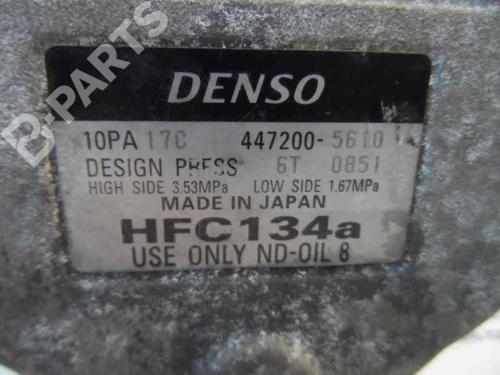 B-PARTS
DENSO
10PA 17C 447200-5610
DESIGN PRESS 6T 0851
HIGH SIDE 3.53MPa LOW SIDE 1.67MPa
MADE IN JAPAN
HFC134a
USE ONLY ND-OIL 8